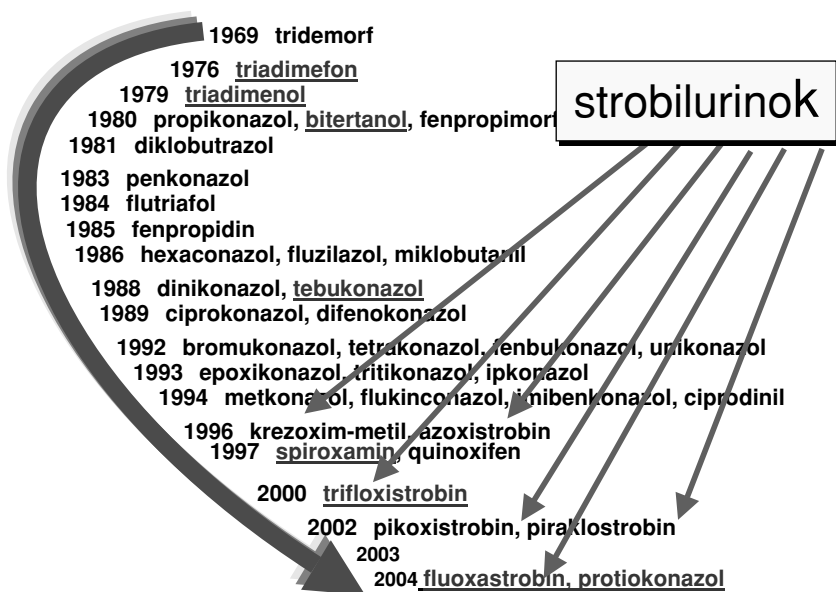 1969 tridemorf
1976 triadimefon
1979 triadimenol
strobilurinok
1980 propikonazol, bitertanol, fenpropimorf
1981 diklobutrazol
1983 penkonazol
1984 flutriafol
1985 fenpropidin
1986 hexaconazol, fluzilazol, miklobutanil
1988 dinikonazol, tebukonazol
1989 ciprokonazol, difenokonazol
1992 bromukonazol, tetrakonazol, fenbukonazol, unikonazol
1993 epoxikonazol, tritikonazol, ipkonazol
1994 metkonazol, flukinconazol, imibenkonazol, ciprodinil
1996 krezoxim-metil, azoxistrobin
1997 spiroxamin, quinoxifen
2000 trifloxistrobin
2002 pikoxistrobin, piraklostrobin
2003
2004 fluoxastrobin, protiokonazol